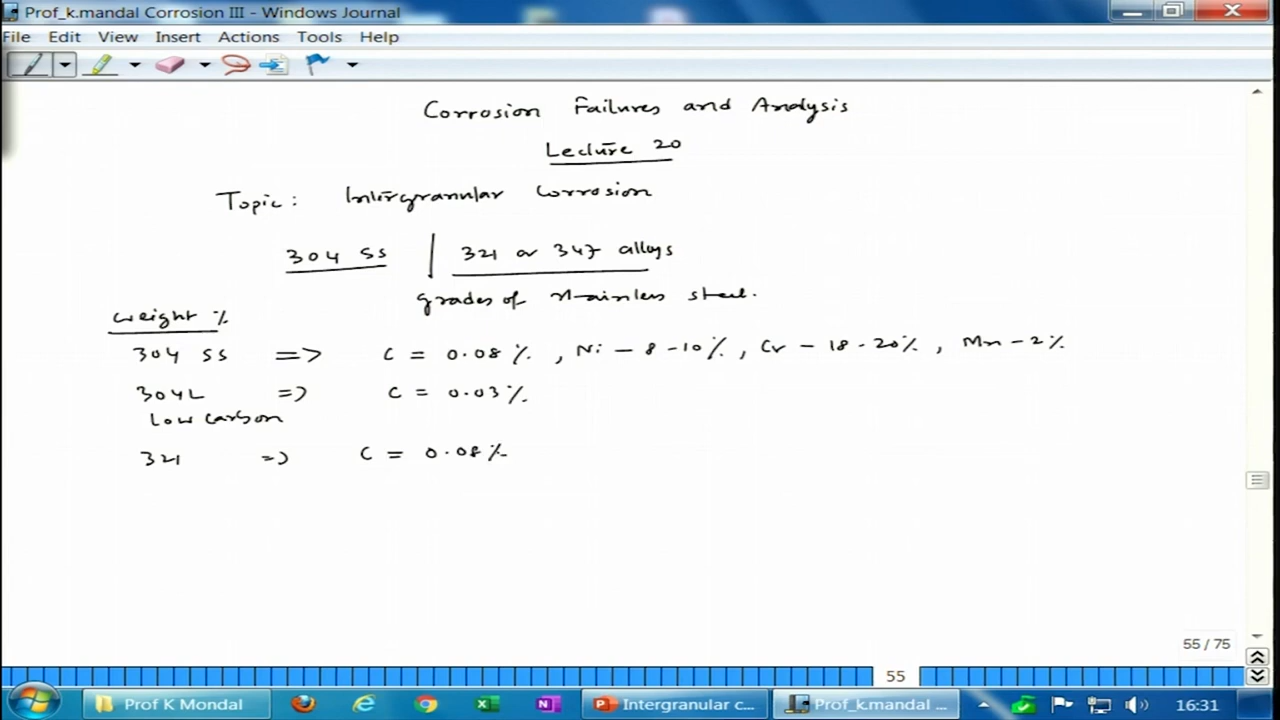 Prof_k.mandal Corrosion III - Windows Journal
File Edit View Insert Actions Tools Help
Corrosion Failures and Analysis
Lecture 20
Topic: Intergranular Corrosion
304 SS | 321 or 347 alloys
grades of stainless steel.
Weight %
304 SS => C = 0.08 %, Ni - 8-10%, Cr - 18-20%, Mn - 2%
304L => C = 0.03%
Low Carbon
321 => C = 0.08%
55 / 75
55
Prof K Mondal
Intergranular c...
Prof_k.mandal ...
16:31